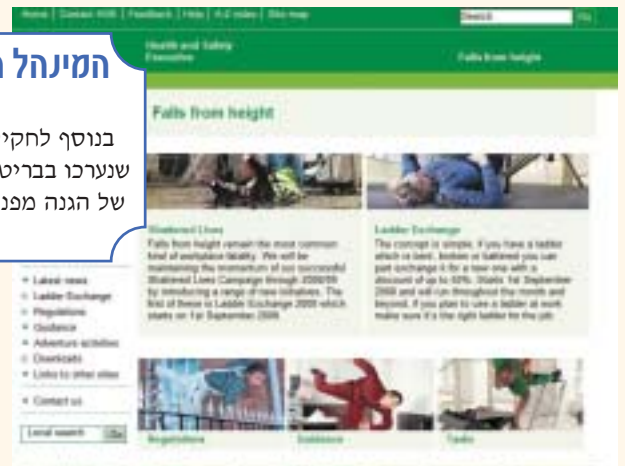 Home | Contact HSE | Feedback | Help | A-Z index | Site map
Search
Go
Health and Safety
Executive
Falls from height
המינהל
בנוסף לחקי
שנערכו בבריט
של הגנה מפנ
Falls from height
Shattered Lives
Falls from height remain the most common
kind of workplace fatality. We will be
maintaining the momentum of our successful
Shattered Lives Campaign through 2008/09
by introducing a range of new initiatives. The
first of these is Ladder Exchange 2008 which
starts on 1st September 2008.
Ladder Exchange
The concept is simple, if you have a ladder
which is bent, broken or battered you can
part exchange it for a new one with a
discount of up to 50%. Starts 1st September
2008 and will run throughout the month and
beyond. If you plan to use a ladder at work
make sure it's the right ladder for the job.
Latest news
Ladder Exchange
Regulations
Guidance
Adventure activities
Downloads
Links to other sites
Contact us
Local search
Go
Regulations
Guidance
Tasks